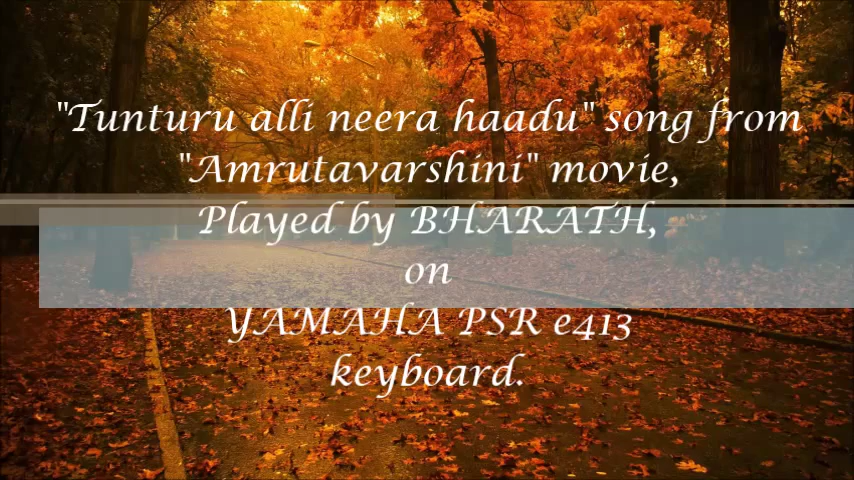 "Tunturu alli neera haadu" song from
"Amrutavarshini" movie,
Played by BHARATH,
on
YAMAHA PSR e413
keyboard.